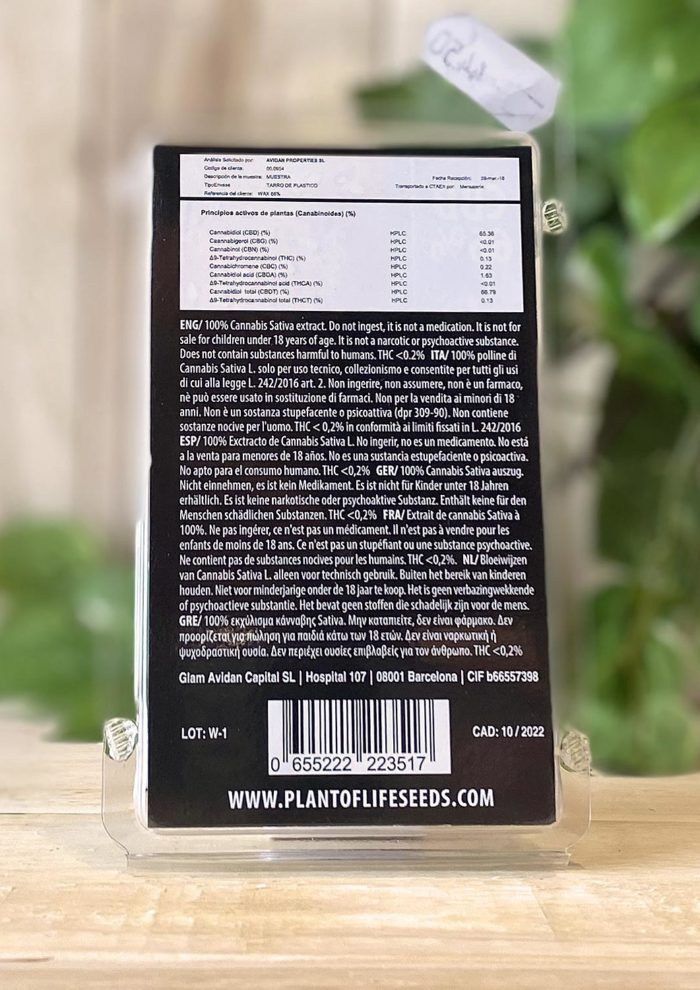 Análisis Solicitado por: AVIDAN PROPERTIES SL
Código de cliente: 00,0954
Descripción de la muestra: MUESTRA Fecha Recepción: 29-mar.-18
TipoEnvase TARRO DE PLASTICO Transportado a CTAEX por: Mensajería
Referencia del cliente: WAX 68%
Principios activos de plantas (Canabinoides) (%)
Cannabidiol (CBD) (%) HPLC 65.36
Caannabigerol (CBG) (%) HPLC <0.01
Cannabinol (CBN) (%) HPLC <0.01
Δ9-Tetrahydrocannabinol (THC) (%) HPLC 0.13
Cannabichromene (CBC) (%) HPLC 0.22
Cannabidiol acid (CBDA) (%) HPLC 1.63
Δ9-Tetrahydrocannabinol acid (THCA) (%) HPLC <0.01
Cannabidiol total (CBDT) (%) HPLC 66.79
Δ9-Tetrahydrocannabinol total (THCT) (%) HPLC 0.13
ENG/ 100% Cannabis Sativa extract. Do not ingest, it is not a medication. It is not for
sale for children under 18 years of age. It is not a narcotic or psychoactive substance.
Does not contain substances harmful to humans. THC <0.2% ITA/ 100% polline di
Cannabis Sativa L. solo per uso tecnico, collezionismo e consentite per tutti gli usi
di cui alla legge L. 242/2016 art. 2. Non ingerire, non assumere, non è un farmaco,
nè può essere usato in sostituzione di farmaci. Non per la vendita ai minori di 18
anni. Non è un sostanza stupefacente o psicoattiva (dpr 309-90). Non contiene
sostanze nocive per l'uomo. THC < 0,2% in conformità ai limiti fissati in L. 242/2016
ESP/ 100% Exctracto de Cannabis Sativa L. No ingerir, no es un medicamento. No está
a la venta para menores de 18 años. No es una sustancia estupefaciente o psicoactiva.
No apto para el consumo humano. THC <0,2% GER/ 100% Cannabis Sativa auszug.
Nicht einnehmen, es ist kein Medikament. Es ist nicht für Kinder unter 18 Jahren
erhältlich. Es ist keine narkotische oder psychoaktive Substanz. Enthält keine für den
Menschen schädlichen Substanzen. THC <0,2% FRA/ Extrait de cannabis Sativa à
100%. Ne pas ingérer, ce n'est pas un médicament. Il n'est pas à vendre pour les
enfants de moins de 18 ans. Ce n'est pas un stupéfiant ou une substance psychoactive.
Ne contient pas de substances nocives pour les humains. THC <0,2%. NL/ Bloeiwijzen
van Cannabis Sativa L. alleen voor technisch gebruik. Buiten het bereik van kinderen
houden. Niet voor minderjarige onder de 18 jaar te koop. Het is geen verbazingwekkende
of psychoactieve substantie. Het bevat geen stoffen die schadelijk zijn voor de mens.
GRE/ 100% εκχύλισμα κάνναβης Sativa. Μην καταπιείτε, δεν είναι φάρμακο. Δεν
προορίζεται για πώληση για παιδιά κάτω των 18 ετών. Δεν είναι ναρκωτική ή
ψυχοδραστική ουσία. Δεν περιέχει ουσίες επιβλαβείς για τον άνθρωπο. THC <0,2%
Glam Avidan Capital SL | Hospital 107 | 08001 Barcelona | CIF b66557398
LOT: W-1 CAD: 10 / 2022
0 655222 223517
WWW.PLANTOFLIFESEEDS.COM